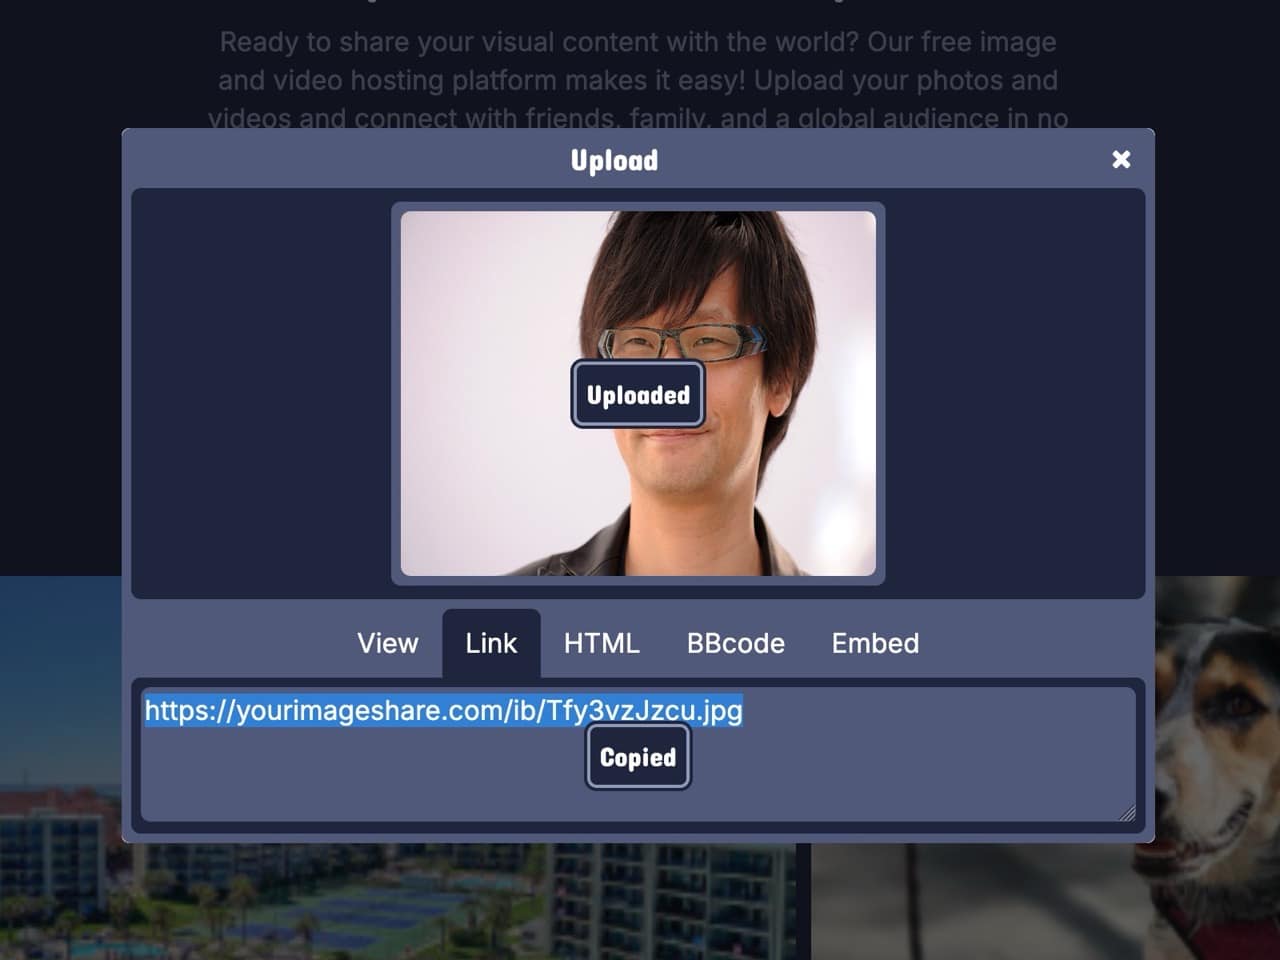 Ready to share your visual content with the world? Our free image
and video hosting platform makes it easy! Upload your photos and
videos and connect with friends, family, and a global audience in no
Upload
Uploaded
View
Link
HTML
BBcode
Embed
https://yourimageshare.com/ib/Tfy3vzJzcu.jpg
Copied